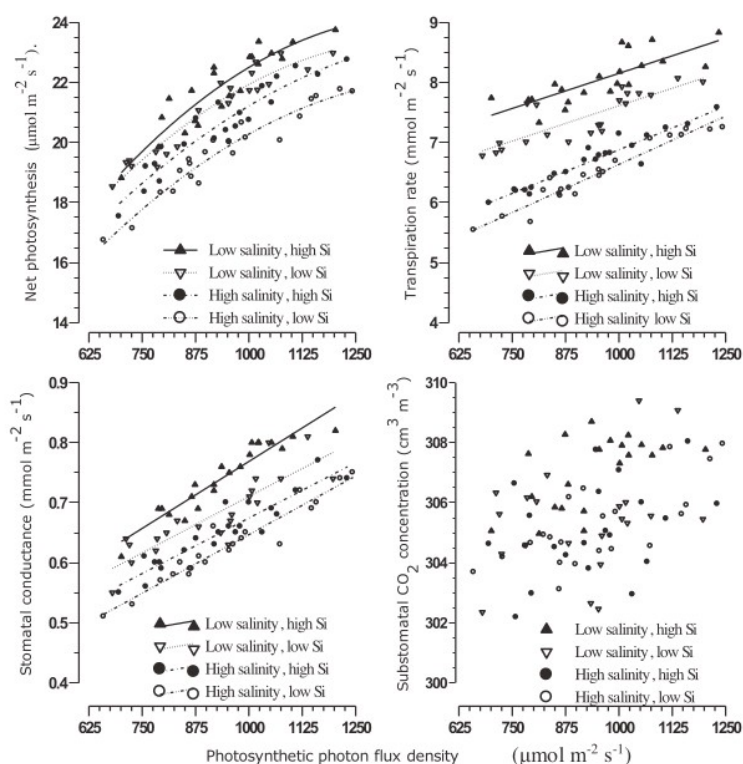 24
22
20
18
16
14
Net photosynthesis (μmol m⁻² s⁻¹).
Low salinity, high Si
Low salinity, low Si
High salinity, high Si
High salinity, low Si
625 750 875 1000 1125 1250
9
8
7
6
5
4
Transpiration rate (mmol m⁻² s⁻¹)
Low salinity, high Si
Low salinity, low Si
High salinity, high Si
High salinity low Si
625 750 875 1000 1125 1250
0.9
0.8
0.7
0.6
0.5
0.4
Stomatal conductance (mmol m⁻² s⁻¹)
Low salinity, high Si
Low salinity, low Si
High salinity, high Si
High salinity, low Si
625 750 875 1000 1125 1250
310
308
306
304
302
300
Substomatal CO₂ concentration (cm³ m⁻³)
Low salinity, high Si
Low salinity, low Si
High salinity, high Si
High salinity, low Si
625 750 875 1000 1125 1250
Photosynthetic photon flux density (μmol m⁻² s⁻¹)